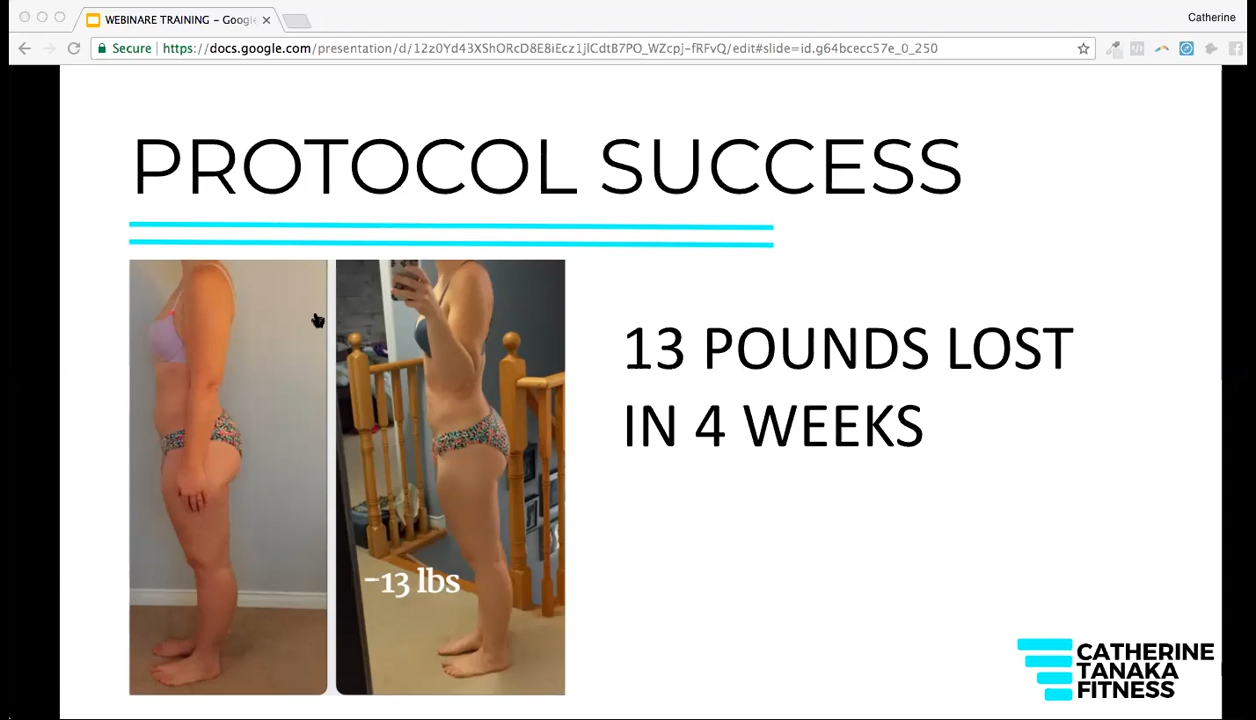 WEBINARE TRAINING – Googl
Catherine
Secure
https://docs.google.com/presentation/d/12z0Yd43XShORcD8E8iEcz1jlCdtB7PO_WZcpj-fRFvQ/edit#slide=id.g64bcecc57e_0_250
PROTOCOL SUCCESS
13 POUNDS LOST
IN 4 WEEKS
-13 lbs
CATHERINE
TANAKA
FITNESS